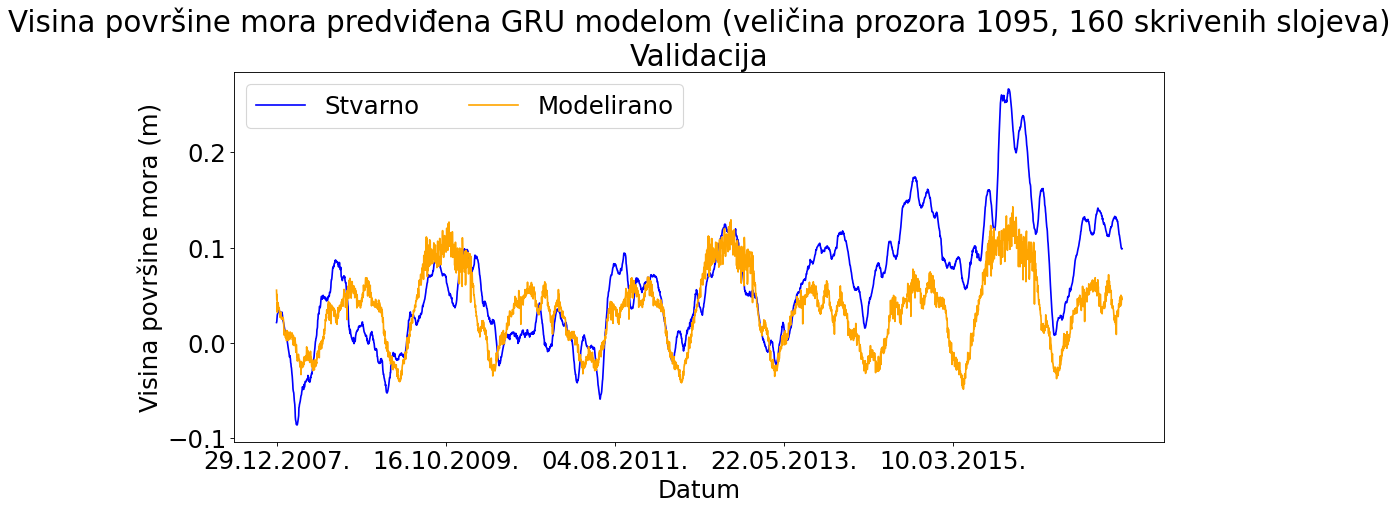 Visina površine mora predviđena GRU modelom (veličina prozora 1095, 160 skrivenih slojeva)
Validacija
Stvarno Modelirano
Visina površine mora (m)
0.2
0.1
0.0
−0.1
29.12.2007. 16.10.2009. 04.08.2011. 22.05.2013. 10.03.2015.
Datum